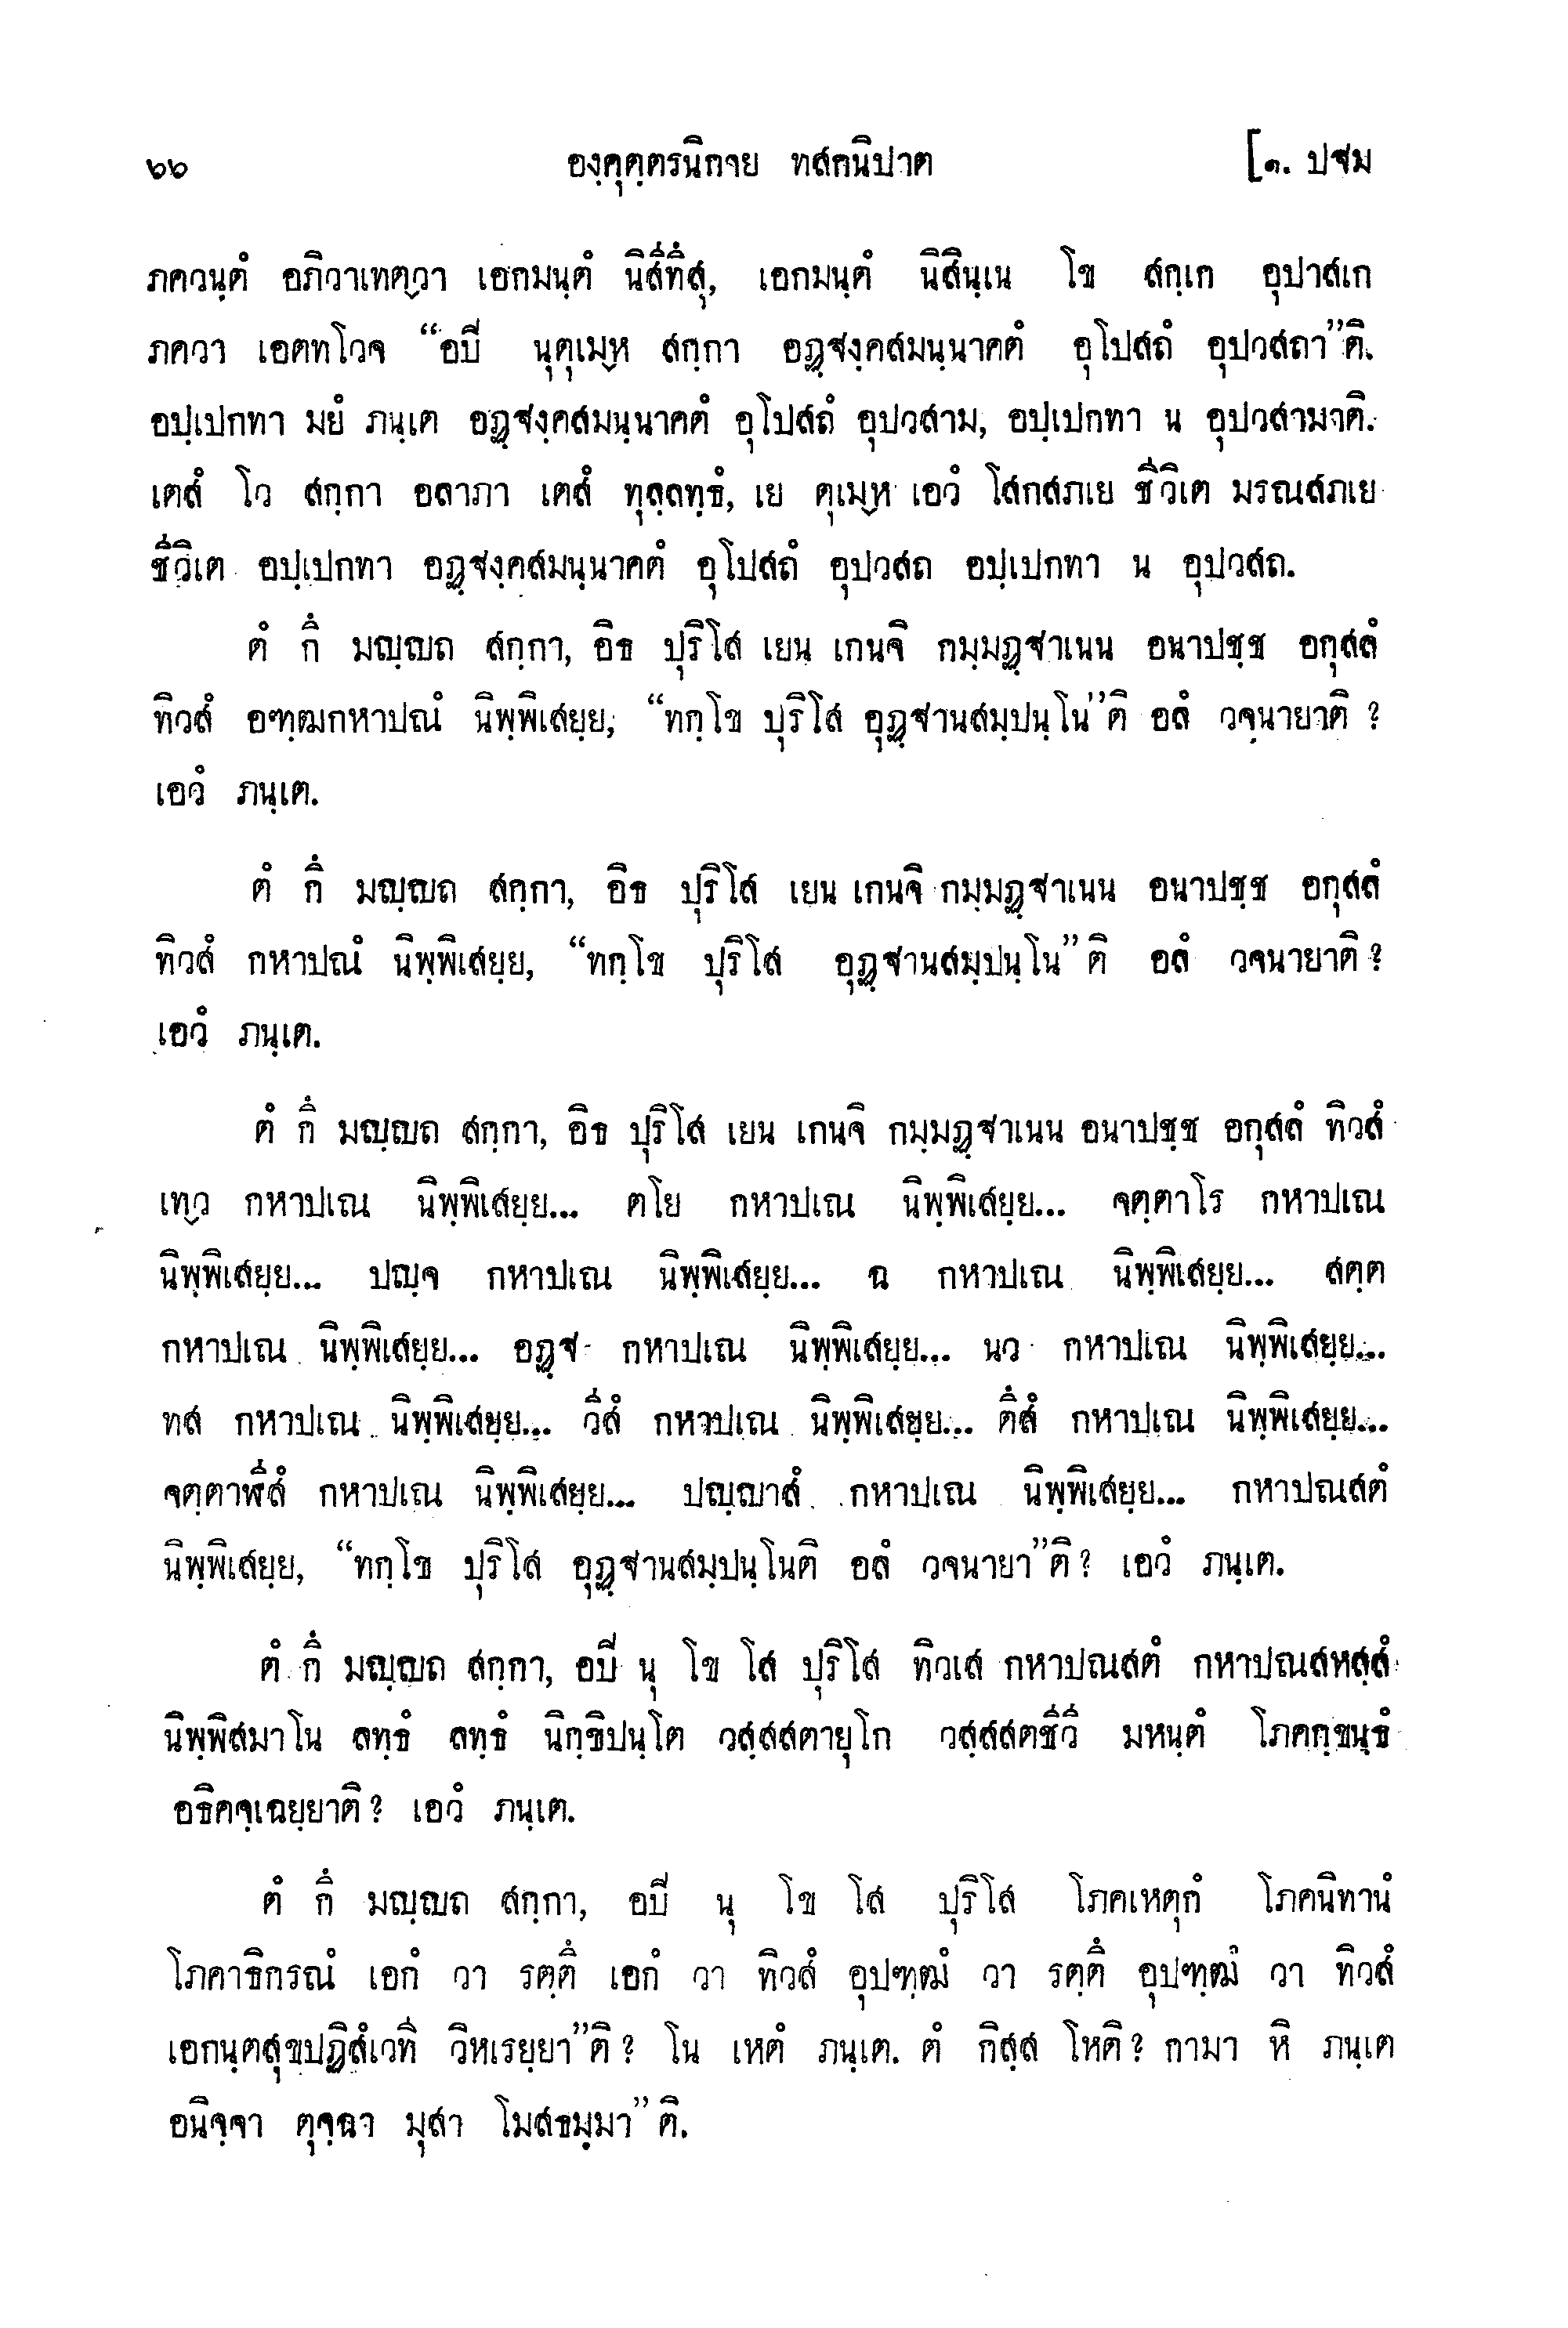 ๖๖ องฺคุตฺตรนิกาย ทสกนิปาต [๑. ปฐม
ภควนฺตํ อภิวาเทตฺวา เอกมนฺตํ นิสีทึสุ, เอกมนฺตํ นิสินฺเน โข สกฺเก อุปาสเก
ภควา เอตทโวจ “อปิ นุตุเมฺห สกฺกา อฏฺฐงฺคสมนฺนาคตํ อุโปสถํ อุปวสถา”ติ.
อปฺเปกทา มยํ ภนฺเต อฏฺฐงฺคสมนฺนาคตํ อุโปสถํ อุปวสาม, อปฺเปกทา น อุปวสามาติ.
เตสํ โว สกฺกา อลาภา เตสํ ทุลฺลทฺธํ, เย ตุเมฺห เอวํ โสกสภเย ชีวิเต มรณสภเย
ชีวิเต อปฺเปกทา อฏฺฐงฺคสมนฺนาคตํ อุโปสถํ อุปวสถ อปฺเปกทา น อุปวสถ.
ตํ กึ มญฺญถ สกฺกา, อิธ ปุริโส เยน เกนจิ กมฺมฏฺฐาเนน อนาปชฺช อกุสลํ
ทิวสํ อฑฺฒกหาปณํ นิพฺพิเสยฺย, “ทกฺโข ปุริโส อุฏฺฐานสมฺปนฺโน”ติ อลํ วจฺนายาติ ?
เอวํ ภนฺเต.
ตํ กึ มญฺญถ สกฺกา, อิธ ปุริโส เยน เกนจิ กมฺมฏฺฐาเนน อนาปชฺช อกุสลํ
ทิวสํ กหาปณํ นิพฺพิเสยฺย, “ทกฺโข ปุริโส อุฏฺฐานสมฺปนฺโน” ติ อลํ วจนายาติ ?
เอวํ ภนฺเต.
ตํ กึ มญฺญถ สกฺกา, อิธ ปุริโส เยน เกนจิ กมฺมฏฺฐาเนน อนาปชฺช อกุสลํ ทิวสํ
เทฺว กหาปเณ นิพฺพิเสยฺย... ตโย กหาปเณ นิพฺพิเสยฺย... จตฺตาโร กหาปเณ
นิพฺพิเสยฺย... ปญฺจ กหาปเณ นิพฺพิเสยฺย... ฉ กหาปเณ นิพฺพิเสยฺย... สตฺต
กหาปเณ นิพฺพิเสยฺย... อฏฺฐ กหาปเณ นิพฺพิเสยฺย... นว กหาปเณ นิพฺพิเสยฺย...
ทส กหาปเณ นิพฺพิเสยฺย... วีสํ กหาปเณ นิพฺพิเสยฺย... ตึสํ กหาปเณ นิพฺพิเสยฺย...
จตฺตาฬีสํ กหาปเณ นิพฺพิเสยฺย... ปญฺญาสํ กหาปเณ นิพฺพิเสยฺย... กหาปณสตํ
นิพฺพิเสยฺย, “ทกฺโข ปุริโส อุฏฺฐานสมฺปนฺโนติ อลํ วจนายา”ติ ? เอวํ ภนฺเต.
ตํ กึ มญฺญถ สกฺกา, อปิ นุ โข โส ปุริโส ทิวเส กหาปณสตํ กหาปณสหสฺสํ
นิพฺพิสมาโน ลทฺธํ ลทฺธํ นิกฺขิปนฺโต วสฺสสตายุโก วสฺสสตชีวี มหนฺตํ โภคกฺขนฺธํ
อธิคจฺเฉยฺยาติ ? เอวํ ภนฺเต.
ตํ กึ มญฺญถ สกฺกา, อปิ นุ โข โส ปุริโส โภคเหตุกํ โภคนิทานํ
โภคาธิกรณํ เอกํ วา รตฺตึ เอกํ วา ทิวสํ อุปฑฺฒํ วา รตฺตึ อุปฑฺฒํ วา ทิวสํ
เอกนฺตสุขปฏิสํเวที วิหเรยฺยา”ติ ? โน เหตํ ภนฺเต. ตํ กิสฺส โหติ ? กามา หิ ภนฺเต
อนิจฺจา ตุจฺฉา มุสา โมสธมฺมา” ติ.